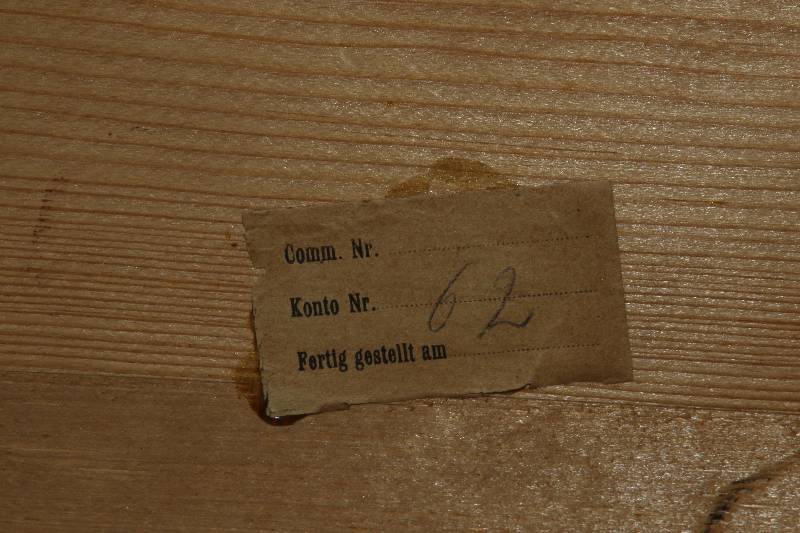 Comm. Nr.
Konto Nr. 62
Fertig gestellt am